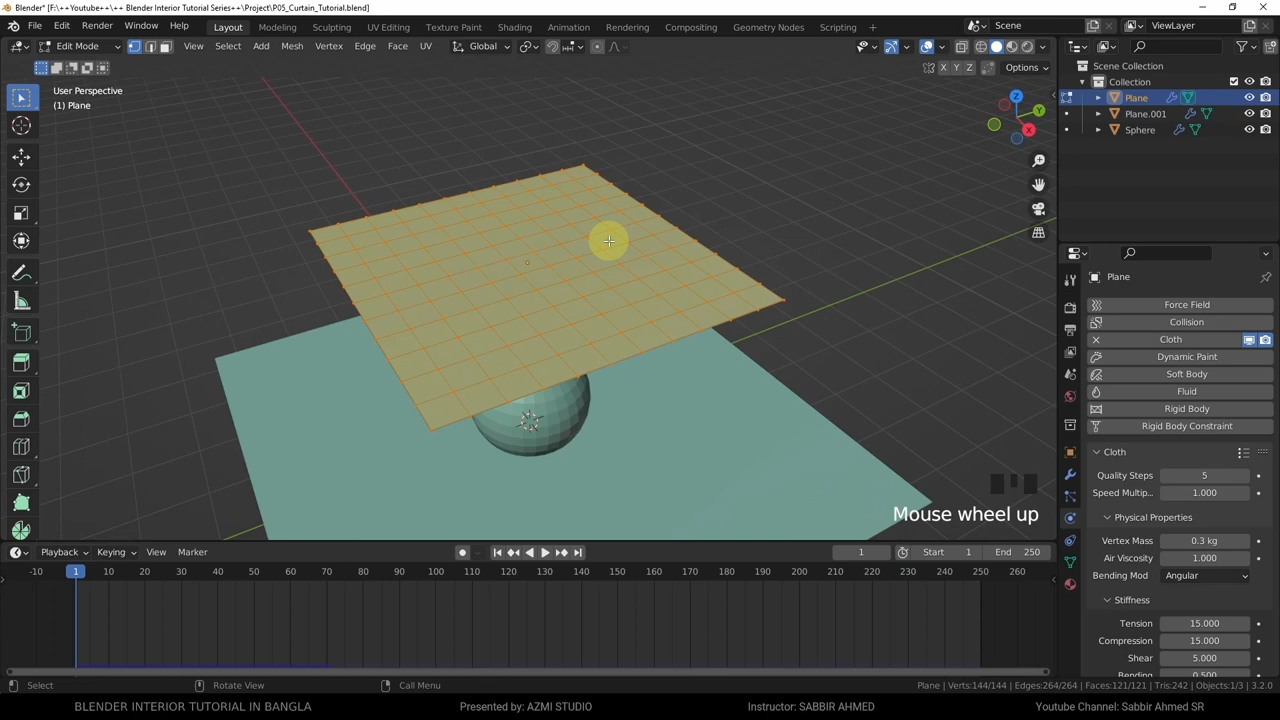 Blender* [F:\++Youtube++\++ Blender Interior Tutorial Series++\Project\P05_Curtain_Tutorial.blend]
File Edit Render Window Help Layout Modeling Sculpting UV Editing Texture Paint Shading Animation Rendering Compositing Geometry Nodes Scripting + Scene ViewLayer
Edit Mode View Select Add Mesh Vertex Edge Face UV Global
X Y Z Options
User Perspective
(1) Plane
Z
Y
X
Scene Collection
Collection
Plane
Plane.001
Sphere
Plane
Force Field
Collision
Cloth
Dynamic Paint
Soft Body
Fluid
Rigid Body
Rigid Body Constraint
Cloth
Quality Steps 5
Speed Multip... 1.000
Physical Properties
Vertex Mass 0.3 kg
Air Viscosity 1.000
Bending Mod Angular
Stiffness
Tension 15.000
Compression 15.000
Shear 5.000
Mouse wheel up
Playback Keying View Marker 1 Start 1 End 250
-10 1 10 20 30 40 50 60 70 80 90 100 110 120 130 140 150 160 170 180 190 200 210 220 230 240 250 260
Select Rotate View Call Menu Plane | Verts:144/144 | Edges:264/264 | Faces:121/121 | Tris:242 | Objects:1/3 | 3.2.0
BLENDER INTERIOR TUTORIAL IN BANGLA Presented by: AZMI STUDIO Instructor: SABBIR AHMED Youtube Channel: Sabbir Ahmed SR